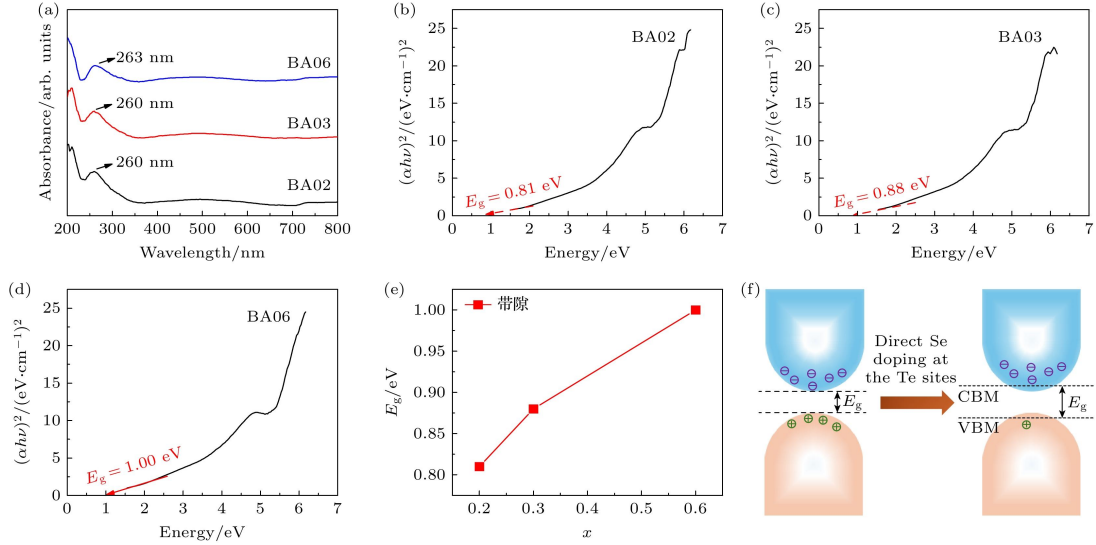 (a)
263 nm
BA06
260 nm
BA03
260 nm
BA02
Absorbance/arb. units
200 300 400 500 600 700 800
Wavelength/nm
(b)
BA02
E_g = 0.81 eV
(αhν)²/(eV·cm⁻¹)²
25
20
15
10
5
0
0 1 2 3 4 5 6 7
Energy/eV
(c)
BA03
E_g = 0.88 eV
(αhν)²/(eV·cm⁻¹)²
25
20
15
10
5
0
0 1 2 3 4 5 6 7
Energy/eV
(d)
BA06
E_g = 1.00 eV
(αhν)²/(eV·cm⁻¹)²
25
20
15
10
5
0
0 1 2 3 4 5 6 7
Energy/eV
(e)
带隙
E_g/eV
1.00
0.95
0.90
0.85
0.80
0.2 0.3 0.4 0.5 0.6
x
(f)
Direct Se
doping at
the Te sites
E_g
CBM
E_g
VBM